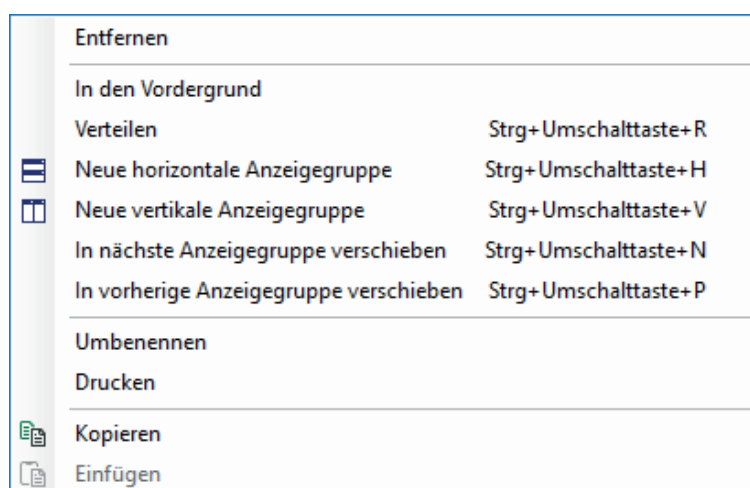 Entfernen
In den Vordergrund
Verteilen Strg+Umschalttaste+R
Neue horizontale Anzeigegruppe Strg+Umschalttaste+H
Neue vertikale Anzeigegruppe Strg+Umschalttaste+V
In nächste Anzeigegruppe verschieben Strg+Umschalttaste+N
In vorherige Anzeigegruppe verschieben Strg+Umschalttaste+P
Umbenennen
Drucken
Kopieren
Einfügen